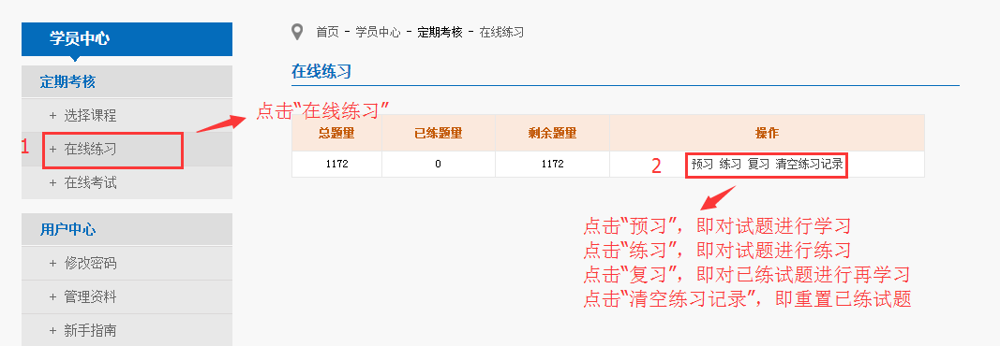 学员中心
定期考核
+ 选择课程
+ 在线练习
+ 在线考试
用户中心
+ 修改密码
+ 管理资料
+ 新手指南
1
首页 - 学员中心 - 定期考核 - 在线练习
在线练习
点击“在线练习”
总题量 已练题量 剩余题量 操作
1172 0 1172 2 预习 练习 复习 清空练习记录
点击“预习”，即对试题进行学习
点击“练习”，即对试题进行练习
点击“复习”，即对已练试题进行再学习
点击“清空练习记录”，即重置已练试题